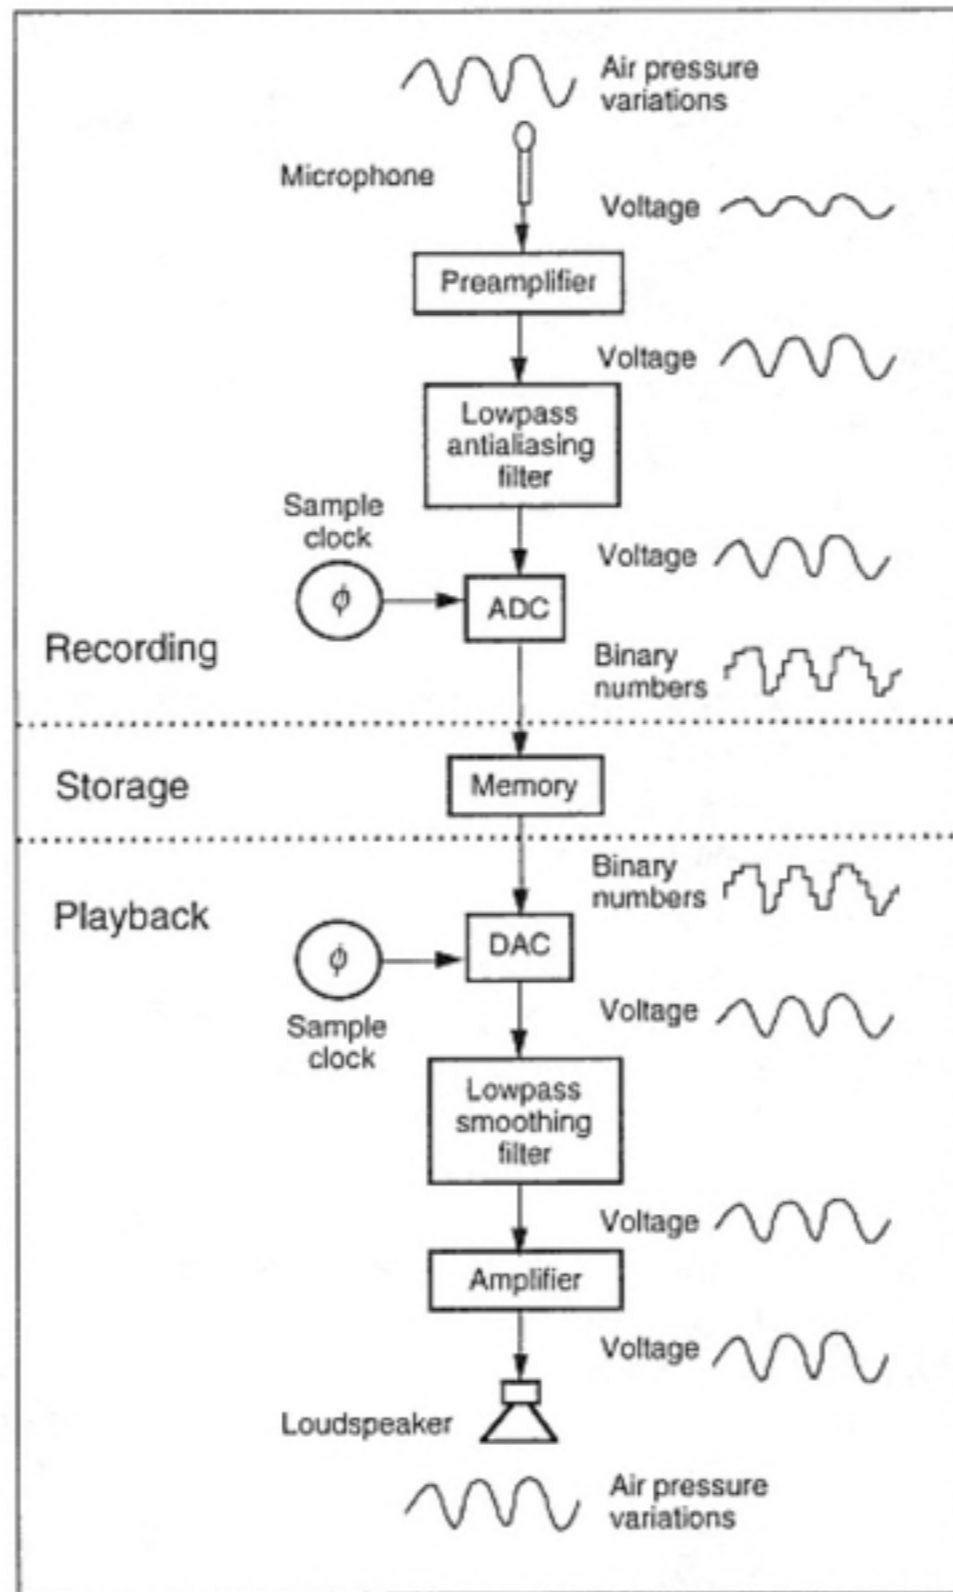 Air pressure
variations
Microphone
Voltage
Preamplifier
Voltage
Lowpass
antialiasing
filter
Sample
clock
Voltage
ϕ
ADC
Recording
Binary
numbers
Storage
Memory
Binary
numbers
Playback
DAC
ϕ
Voltage
Sample
clock
Lowpass
smoothing
filter
Voltage
Amplifier
Voltage
Loudspeaker
Air pressure
variations